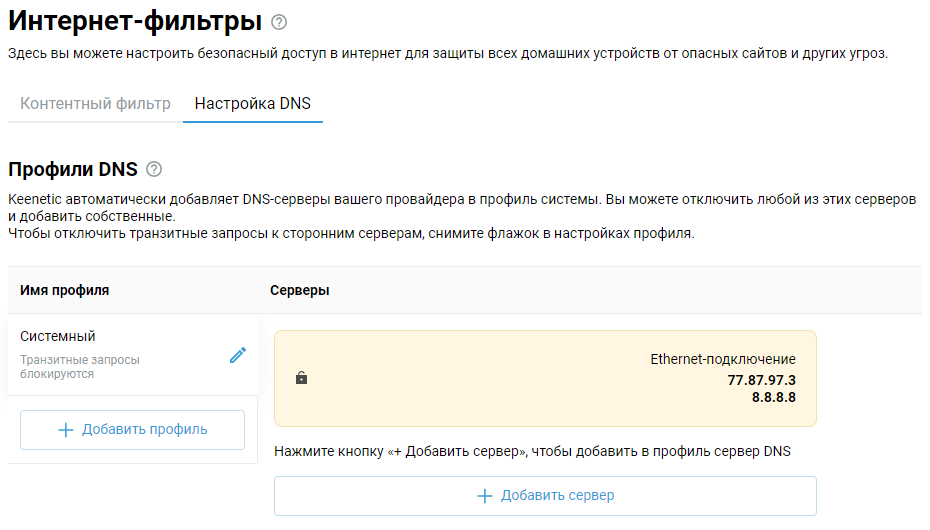 Интернет-фильтры
Здесь вы можете настроить безопасный доступ в интернет для защиты всех домашних устройств от опасных сайтов и других угроз.
Контентный фильтр
Настройка DNS
Профили DNS
Keenetic автоматически добавляет DNS-серверы вашего провайдера в профиль системы. Вы можете отключить любой из этих серверов
и добавить собственные.
Чтобы отключить транзитные запросы к сторонним серверам, снимите флажок в настройках профиля.
Имя профиля
Серверы
Системный
Транзитные запросы
блокируются
Ethernet-подключение
77.87.97.3
8.8.8.8
+ Добавить профиль
Нажмите кнопку «+ Добавить сервер», чтобы добавить в профиль сервер DNS
+ Добавить сервер